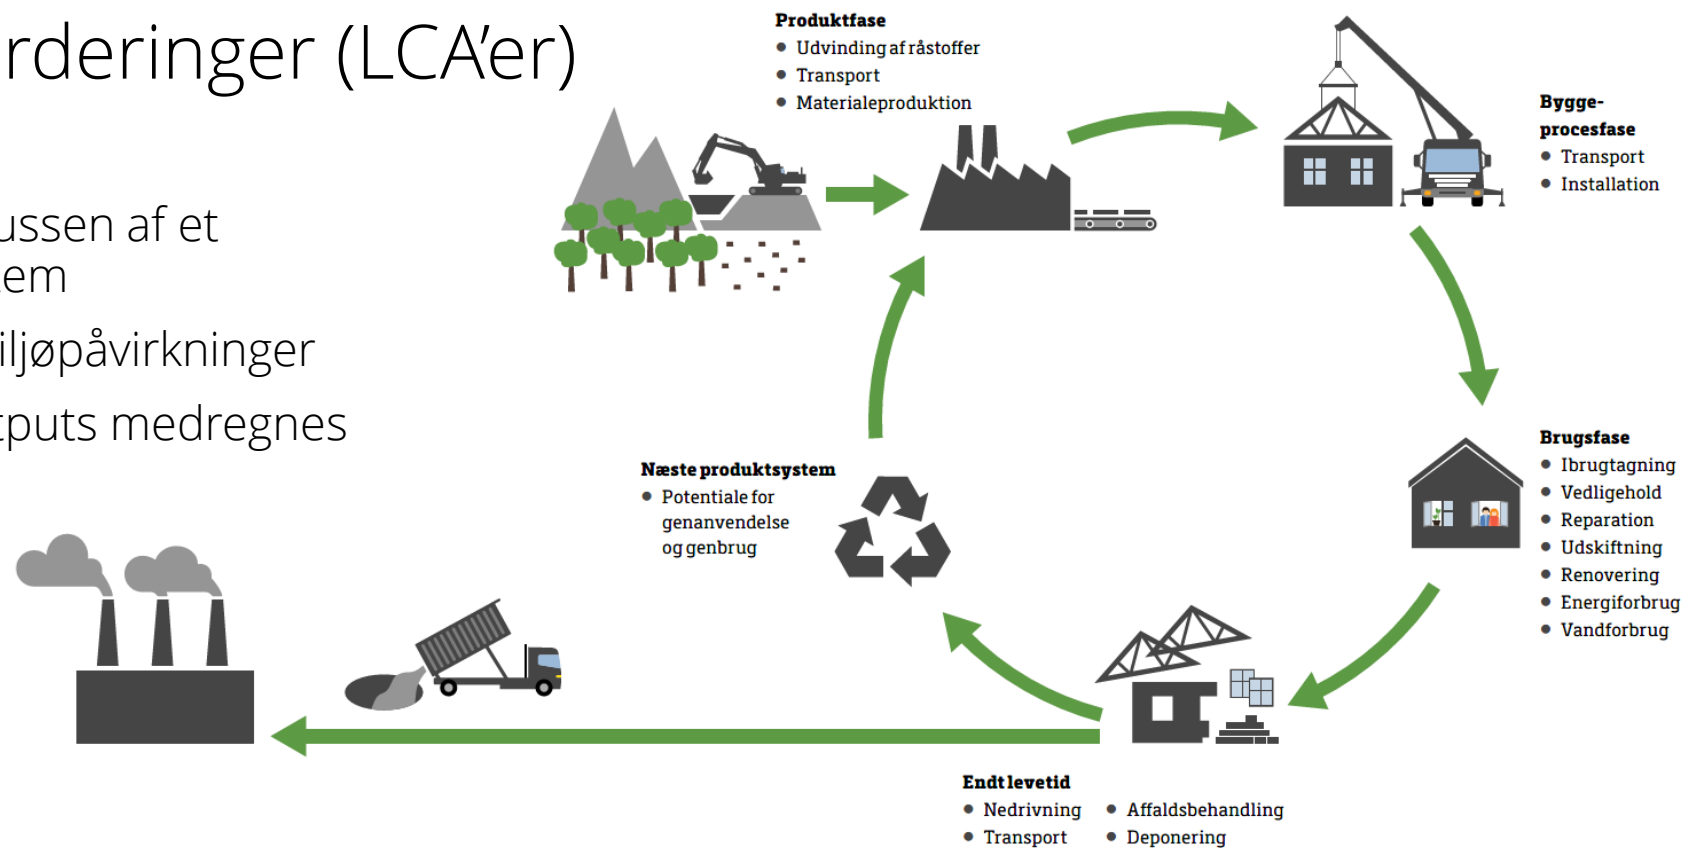 rderinger (LCA’er)
ussen af et
em
iljøpåvirkninger
tputs medregnes
Produktfase
• Udvinding af råstoffer
• Transport
• Materialeproduktion
Bygge-
procesfase
• Transport
• Installation
Brugsfase
• Ibrugtagning
• Vedligehold
• Reparation
• Udskiftning
• Renovering
• Energiforbrug
• Vandforbrug
Næste produktsystem
• Potentiale for
genanvendelse
og genbrug
Endt levetid
• Nedrivning • Affaldsbehandling
• Transport • Deponering